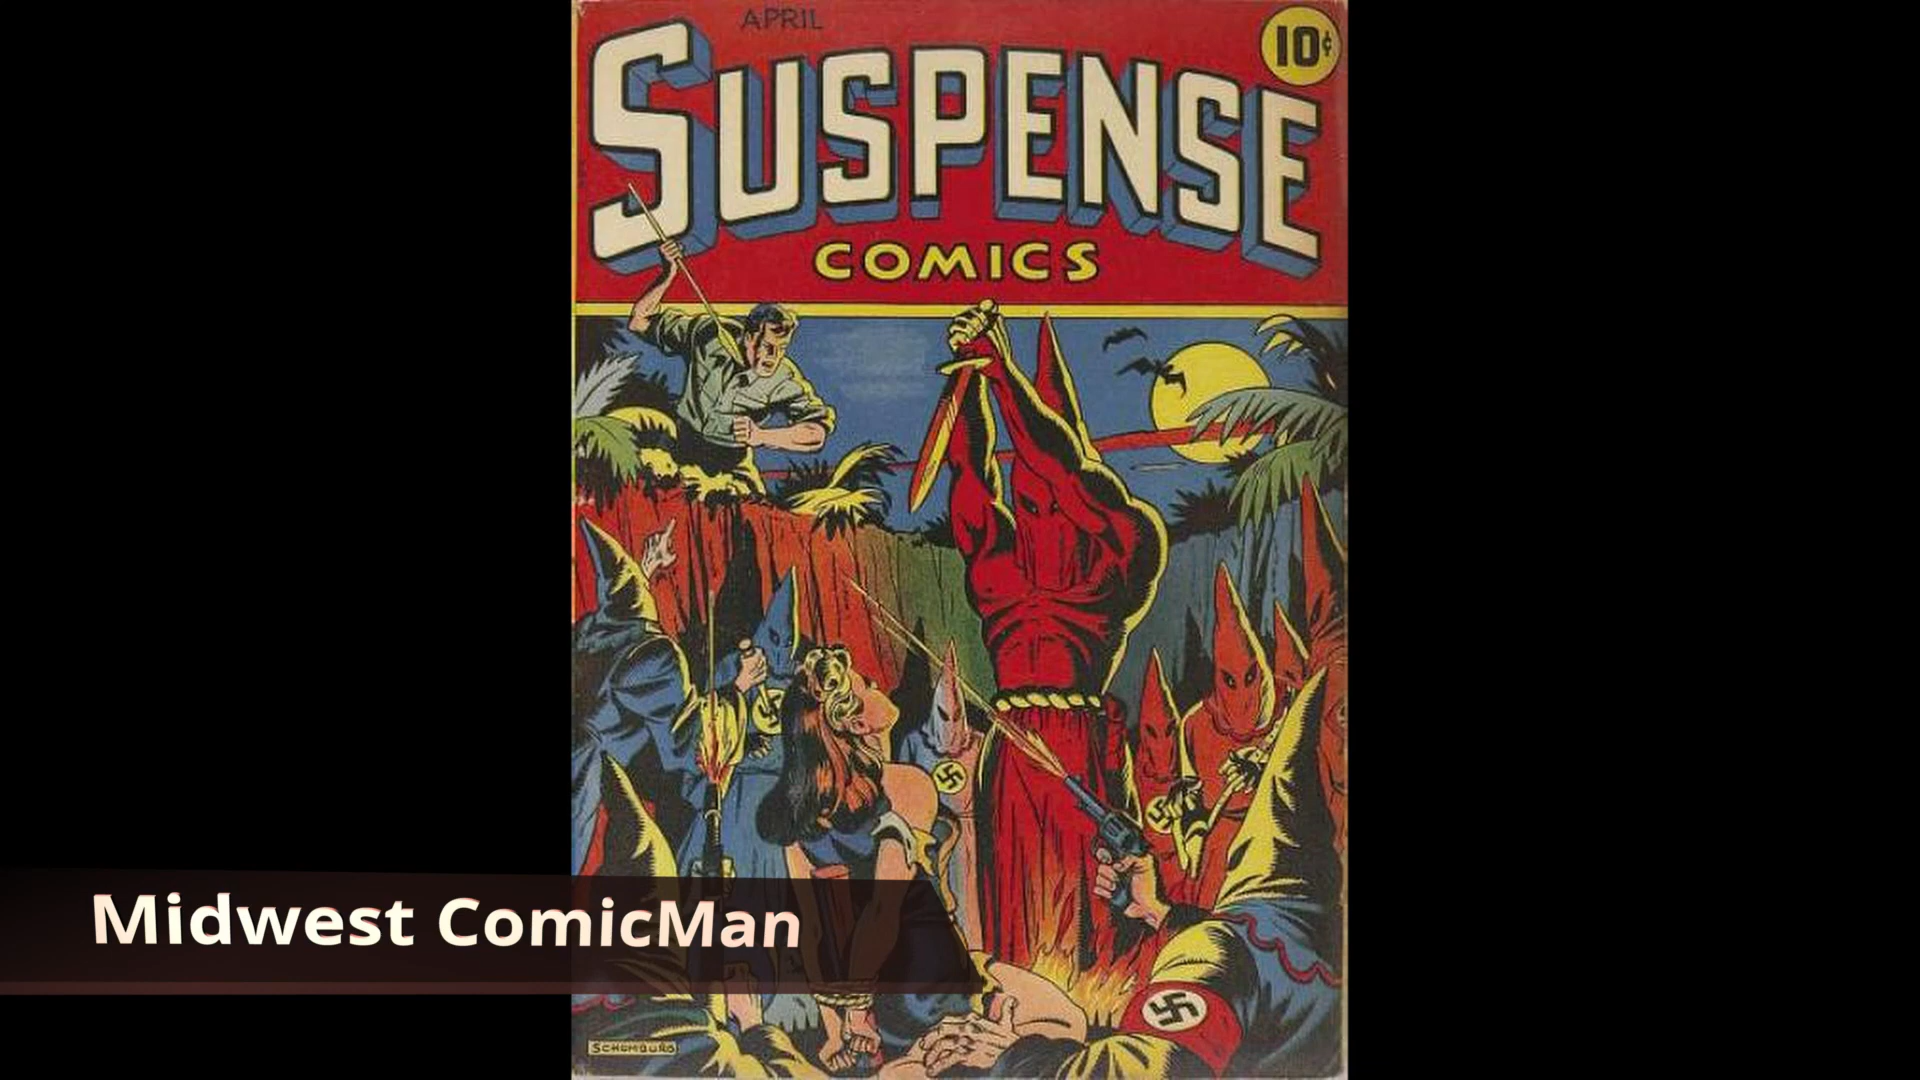 APRIL
10¢
SUSPENSE
COMICS
Midwest ComicMan
SCHOMBURG